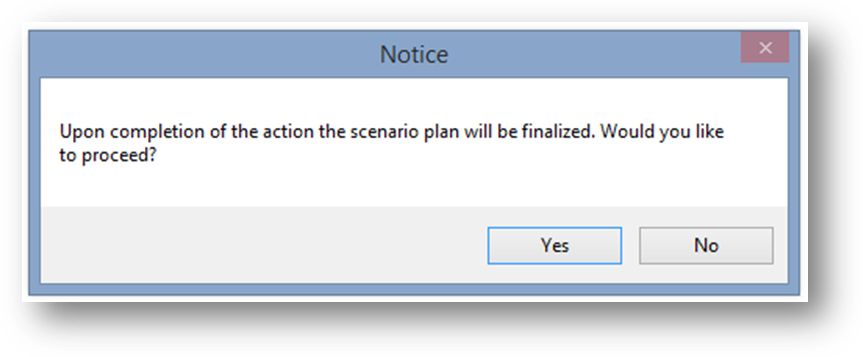 Notice
Upon completion of the action the scenario plan will be finalized. Would you like
to proceed?
Yes
No